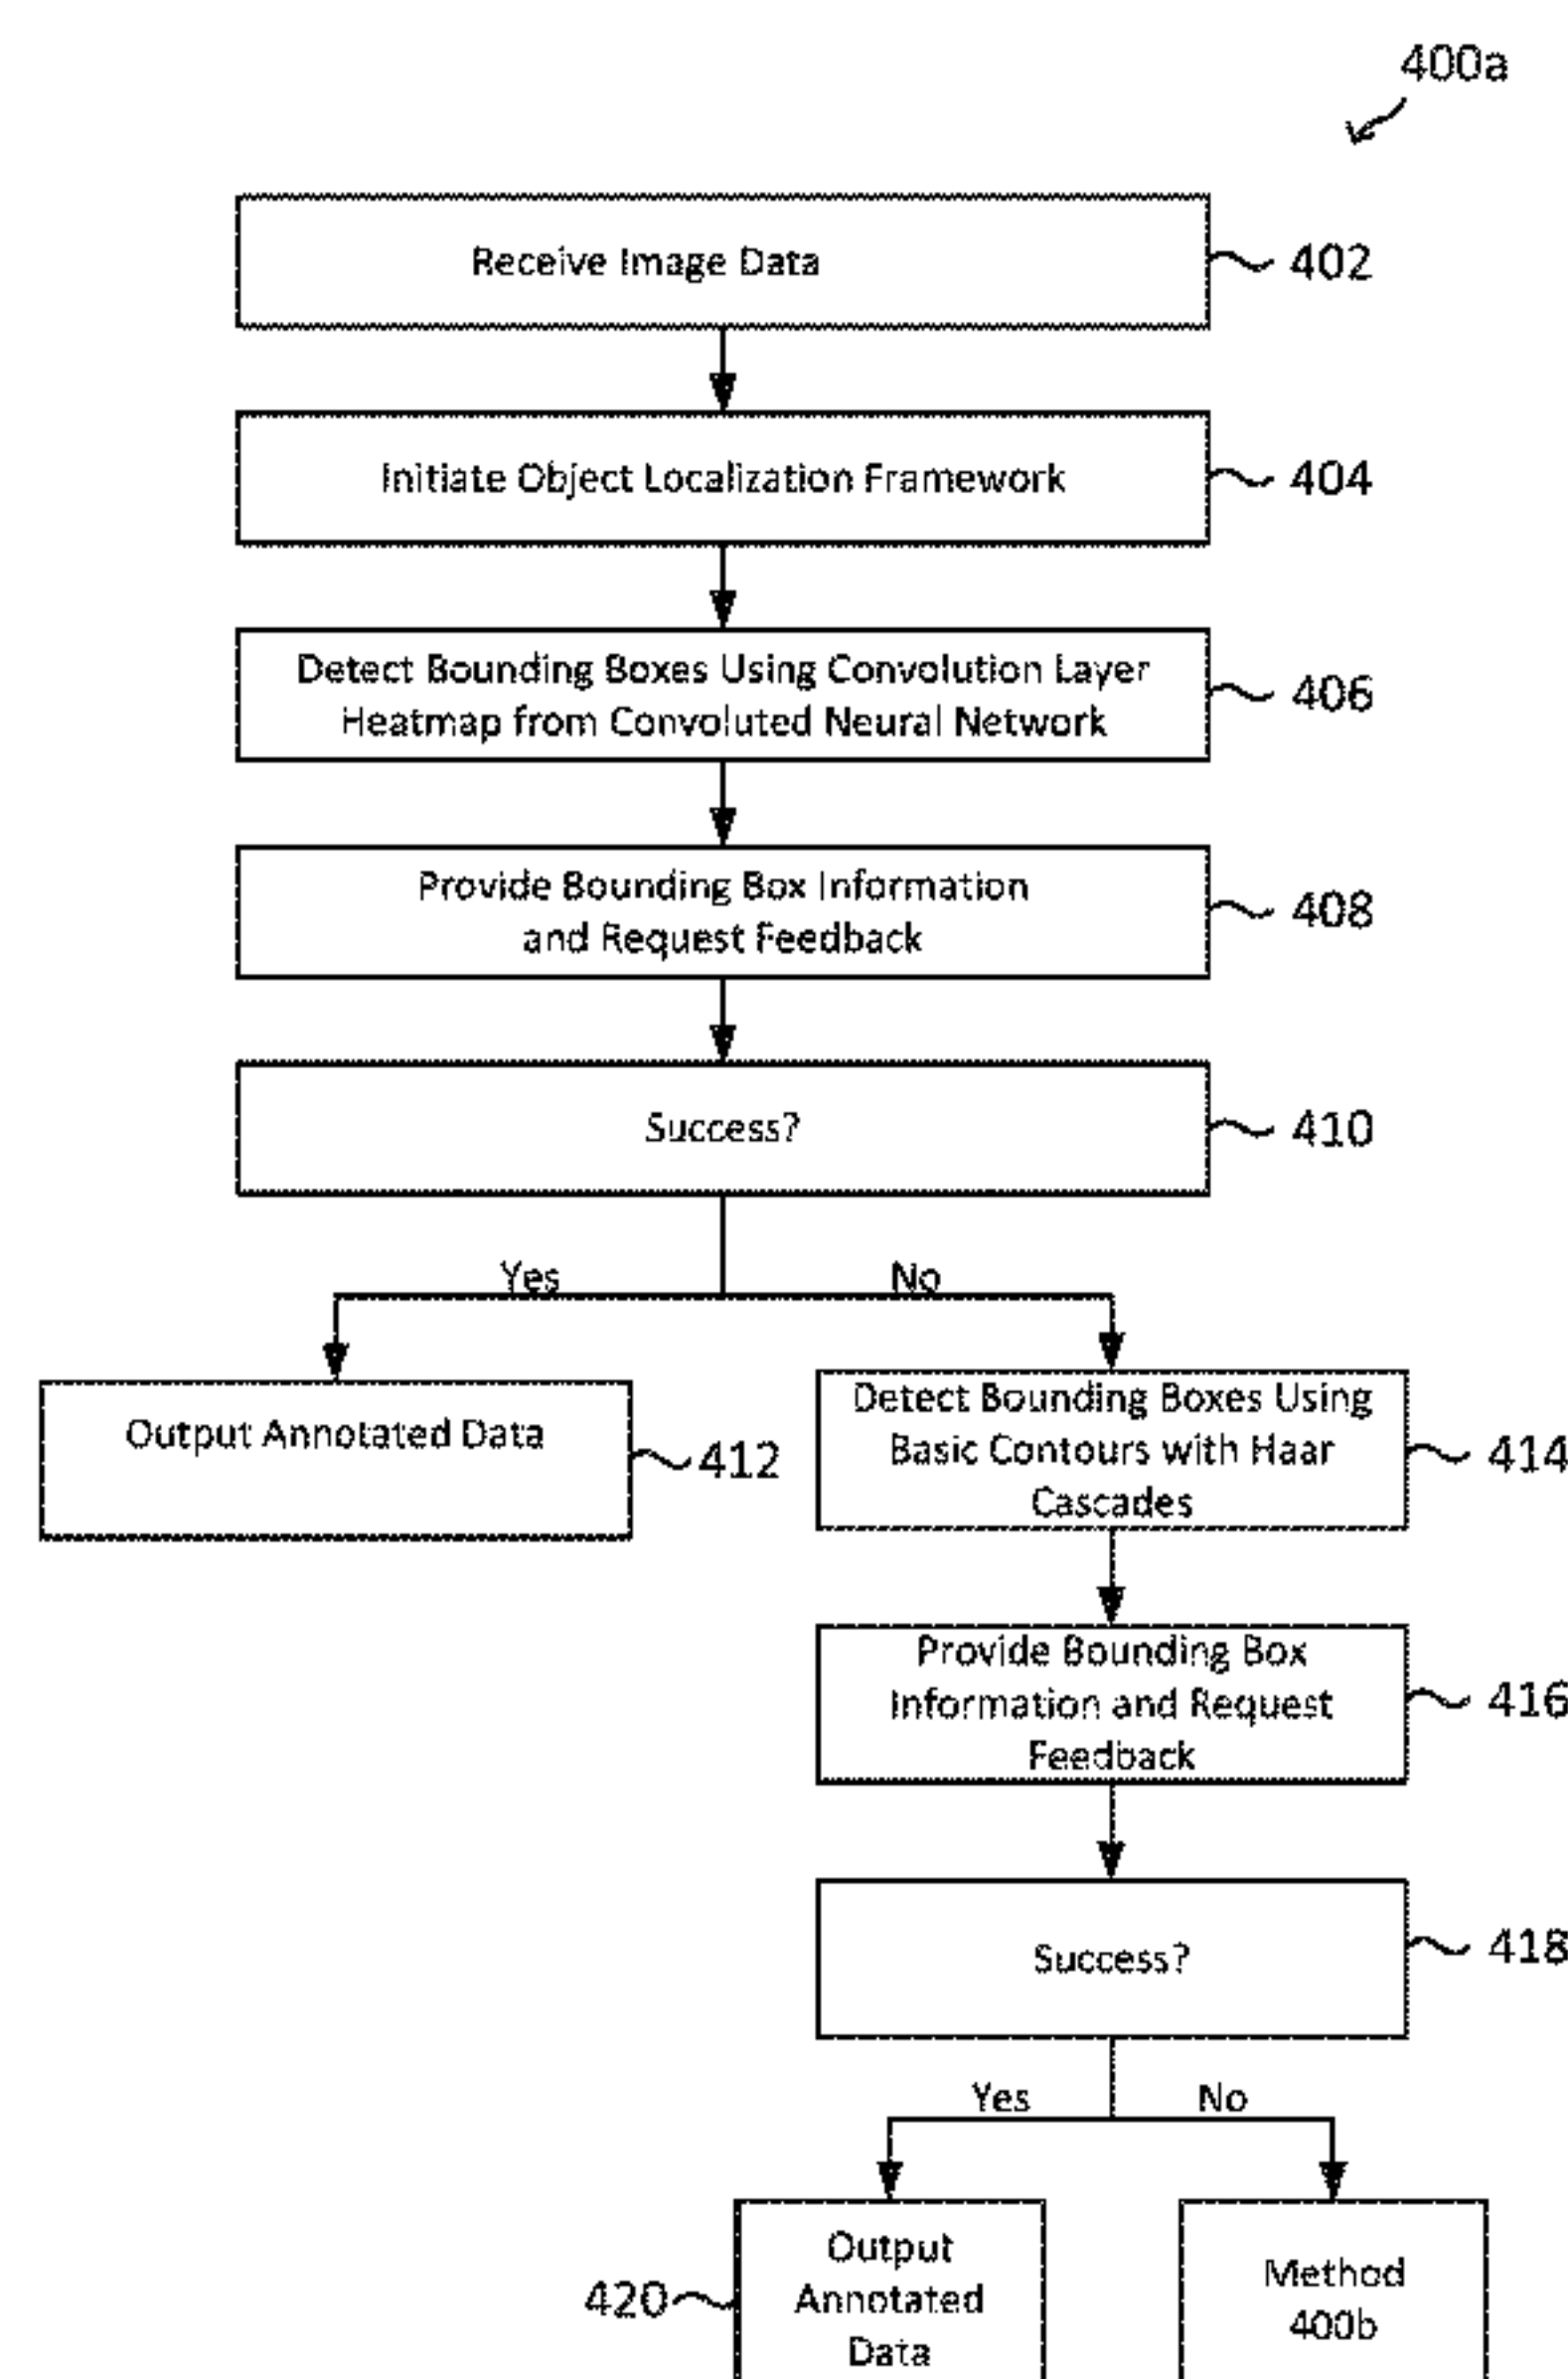 400a
Receive Image Data
402
Initiate Object Localization Framework
404
Detect Bounding Boxes Using Convolution Layer
Heatmap from Convoluted Neural Network
406
Provide Bounding Box Information
and Request Feedback
408
Success?
410
Yes
No
Output Annotated Data
412
Detect Bounding Boxes Using
Basic Contours with Haar
Cascades
414
Provide Bounding Box
Information and Request
Feedback
416
Success?
418
Yes
No
420
Output
Annotated
Data
Method
400b